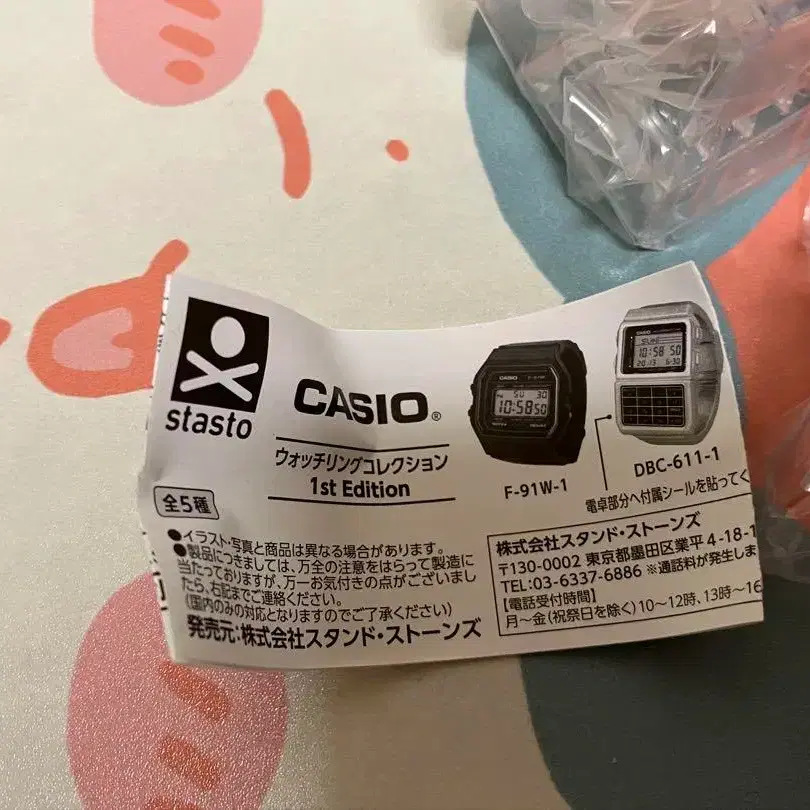 stasto
CASIO®
ウォッチリングコレクション
1st Edition
全5種
F-91W-1
DBC-611-1
電卓部分へ付属シールを貼ってく
●イラスト・写真と商品は異なる場合があります。
●製品につきましては、万全の注意をはらって製造に
当たっておりますが、万一お気付きの点がございまし
たら、右記までご連絡ください。
(国内のみの対応となりますのでご了承ください)
発売元:株式会社スタンド・ストーンズ
株式会社スタンド・ストーンズ
〒130-0002 東京都墨田区業平4-18-1
TEL:03-6337-6886 ※通話料が発生しま
【電話受付時間】
月～金(祝祭日を除く)10～12時、13時～16
CASIO
F-91W
SU 30
10:58 50
SUN
10:58 50